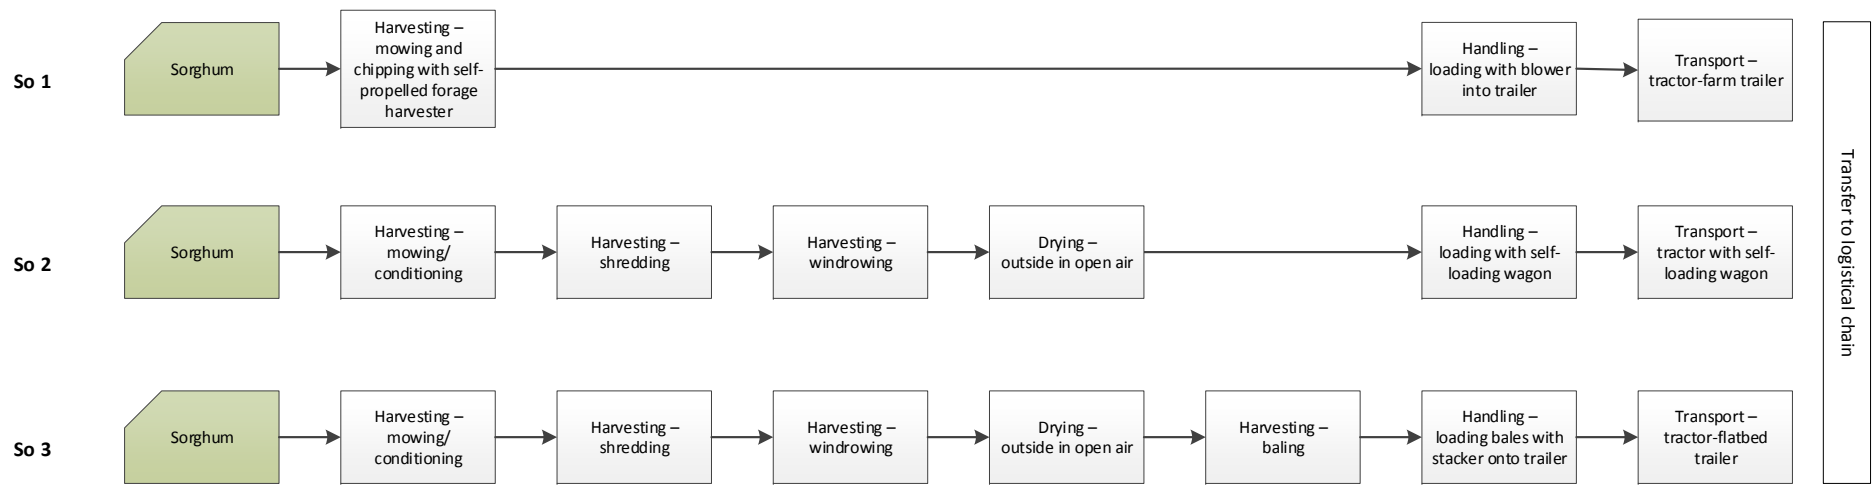 So 1
Sorghum
Harvesting –
mowing and
chipping with self-
propelled forage
harvester
Handling –
loading with blower
into trailer
Transport –
tractor-farm trailer
So 2
Sorghum
Harvesting –
mowing/
conditioning
Harvesting –
shredding
Harvesting –
windrowing
Drying –
outside in open air
Handling –
loading with self-
loading wagon
Transport –
tractor with self-
loading wagon
So 3
Sorghum
Harvesting –
mowing/
conditioning
Harvesting –
shredding
Harvesting –
windrowing
Drying –
outside in open air
Harvesting –
baling
Handling –
loading bales with
stacker onto trailer
Transport –
tractor-flatbed
trailer
Transfer to logistical chain